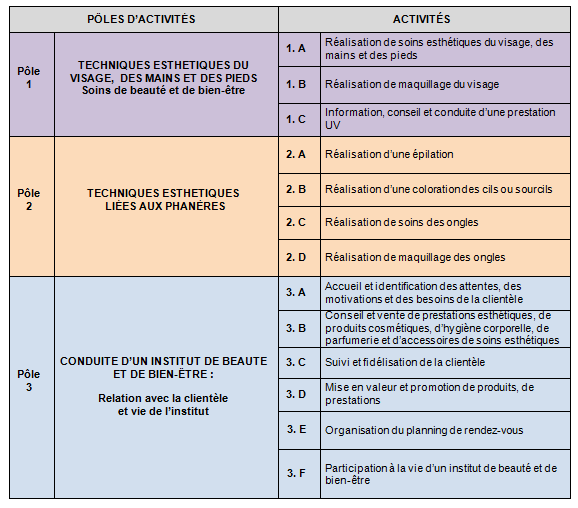 PÔLES D'ACTIVITÉS
ACTIVITÉS
Pôle
1
TECHNIQUES ESTHETIQUES DU
VISAGE, DES MAINS ET DES PIEDS
Soins de beauté et de bien-être
1. A
Réalisation de soins esthétiques du visage, des
mains et des pieds
1. B
Réalisation de maquillage du visage
1. C
Information, conseil et conduite d'une prestation
UV
Pôle
2
TECHNIQUES ESTHETIQUES
LIÉES AUX PHANÈRES
2. A
Réalisation d'une épilation
2. B
Réalisation d'une coloration des cils ou sourcils
2. C
Réalisation de soins des ongles
2. D
Réalisation de maquillage des ongles
Pôle
3
CONDUITE D'UN INSTITUT DE BEAUTE
ET DE BIEN-ÊTRE :
Relation avec la clientèle
et vie de l'institut
3. A
Accueil et identification des attentes, des
motivations et des besoins de la clientèle
3. B
Conseil et vente de prestations esthétiques, de
produits cosmétiques, d'hygiène corporelle, de
parfumerie et d'accessoires de soins esthétiques
3. C
Suivi et fidélisation de la clientèle
3. D
Mise en valeur et promotion de produits, de
prestations
3. E
Organisation du planning de rendez-vous
3. F
Participation à la vie d'un institut de beauté et de
bien-être